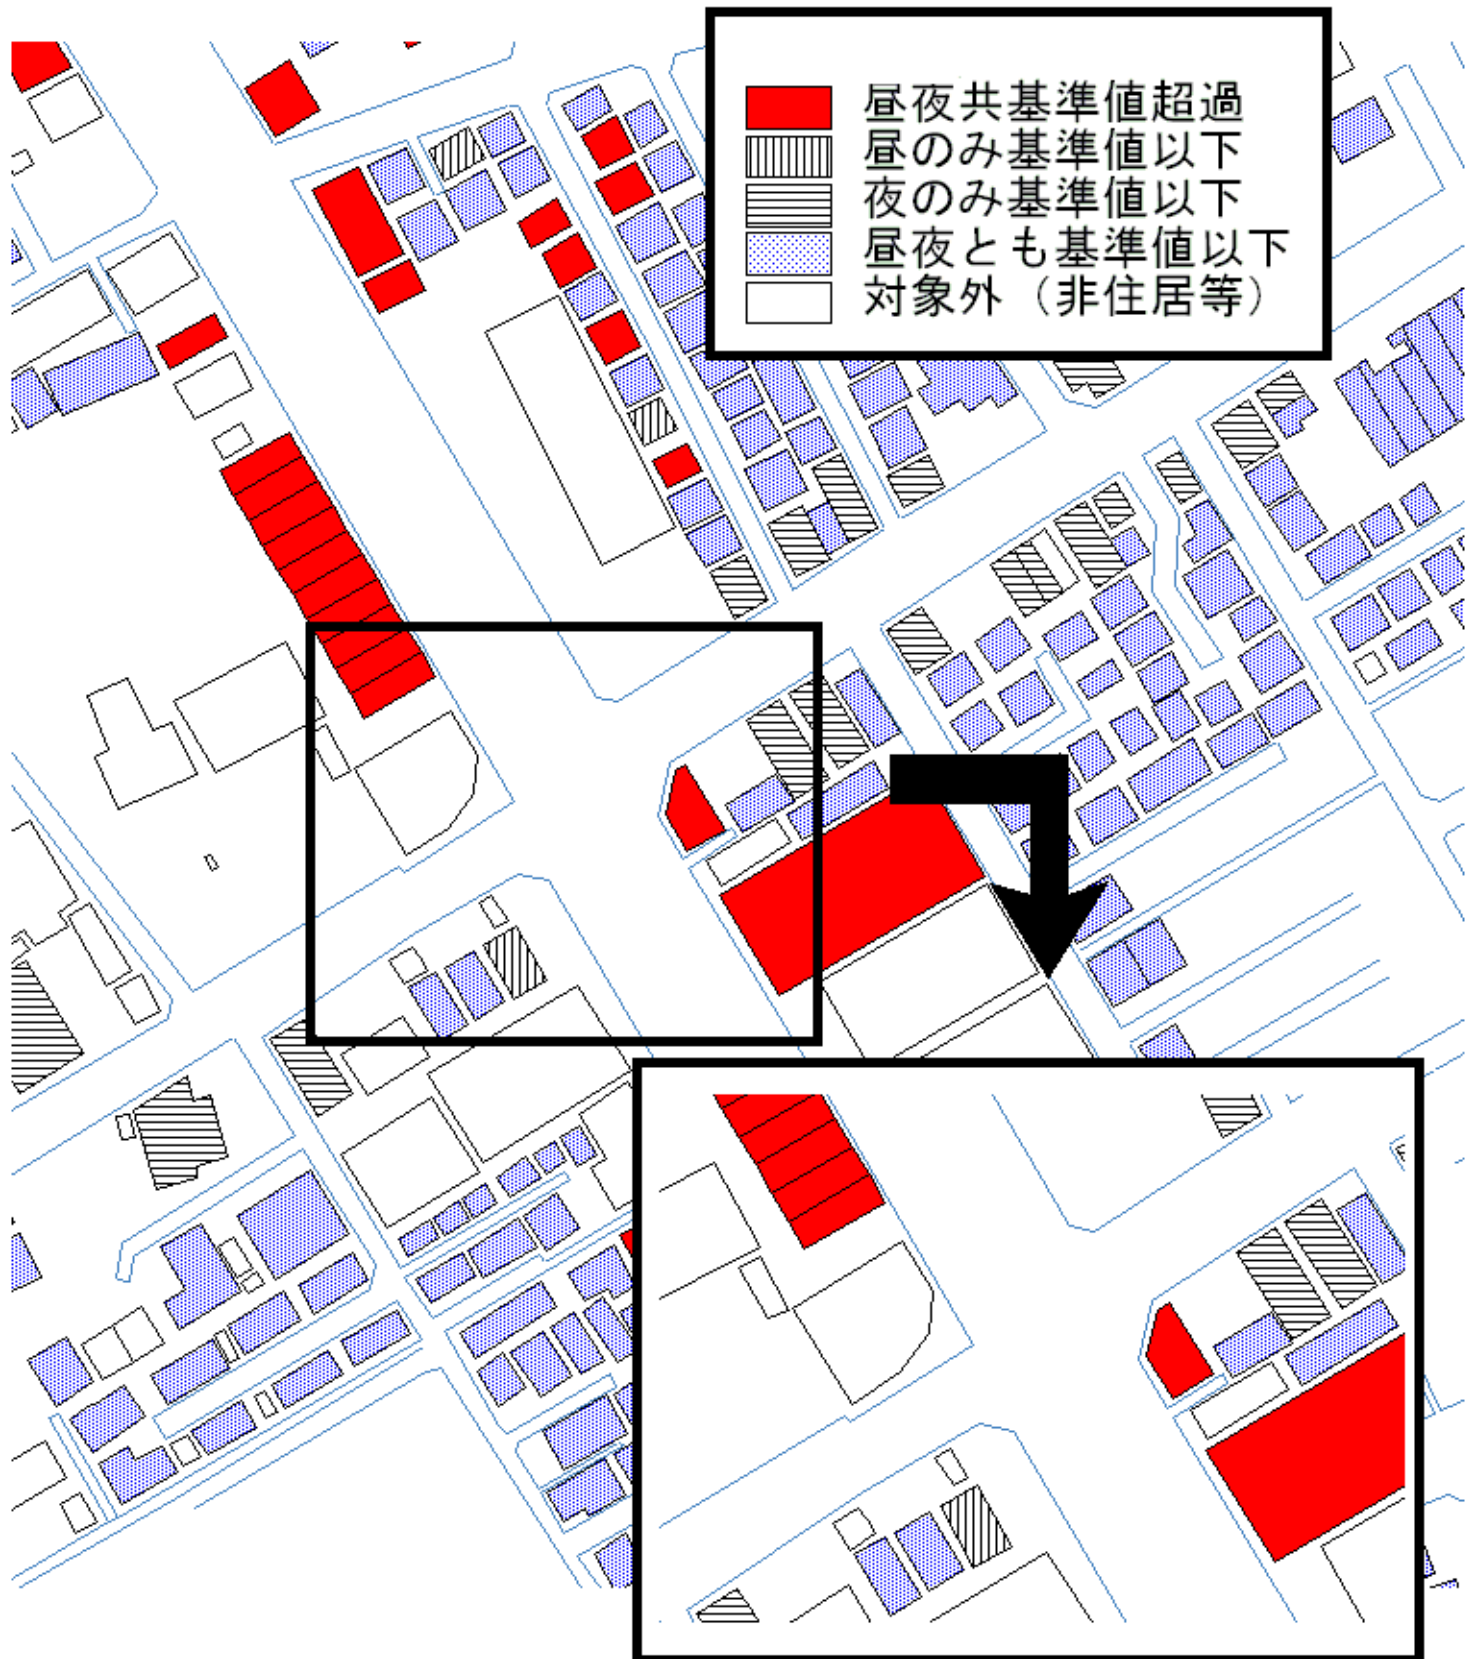 昼夜共基準値超過
昼のみ基準値以下
夜のみ基準値以下
昼夜とも基準値以下
対象外（非住居等）